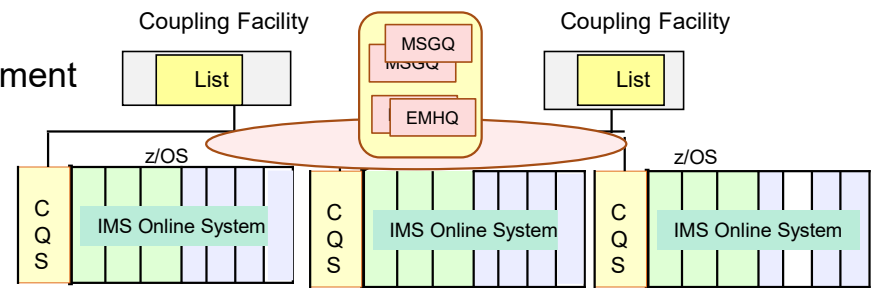 Coupling Facility
Coupling Facility
ment
List
MSGQ
MSGQ
List
EMHQ
z/OS
z/OS
C
Q
S
IMS Online System
C
Q
S
IMS Online System
C
Q
S
IMS Online System